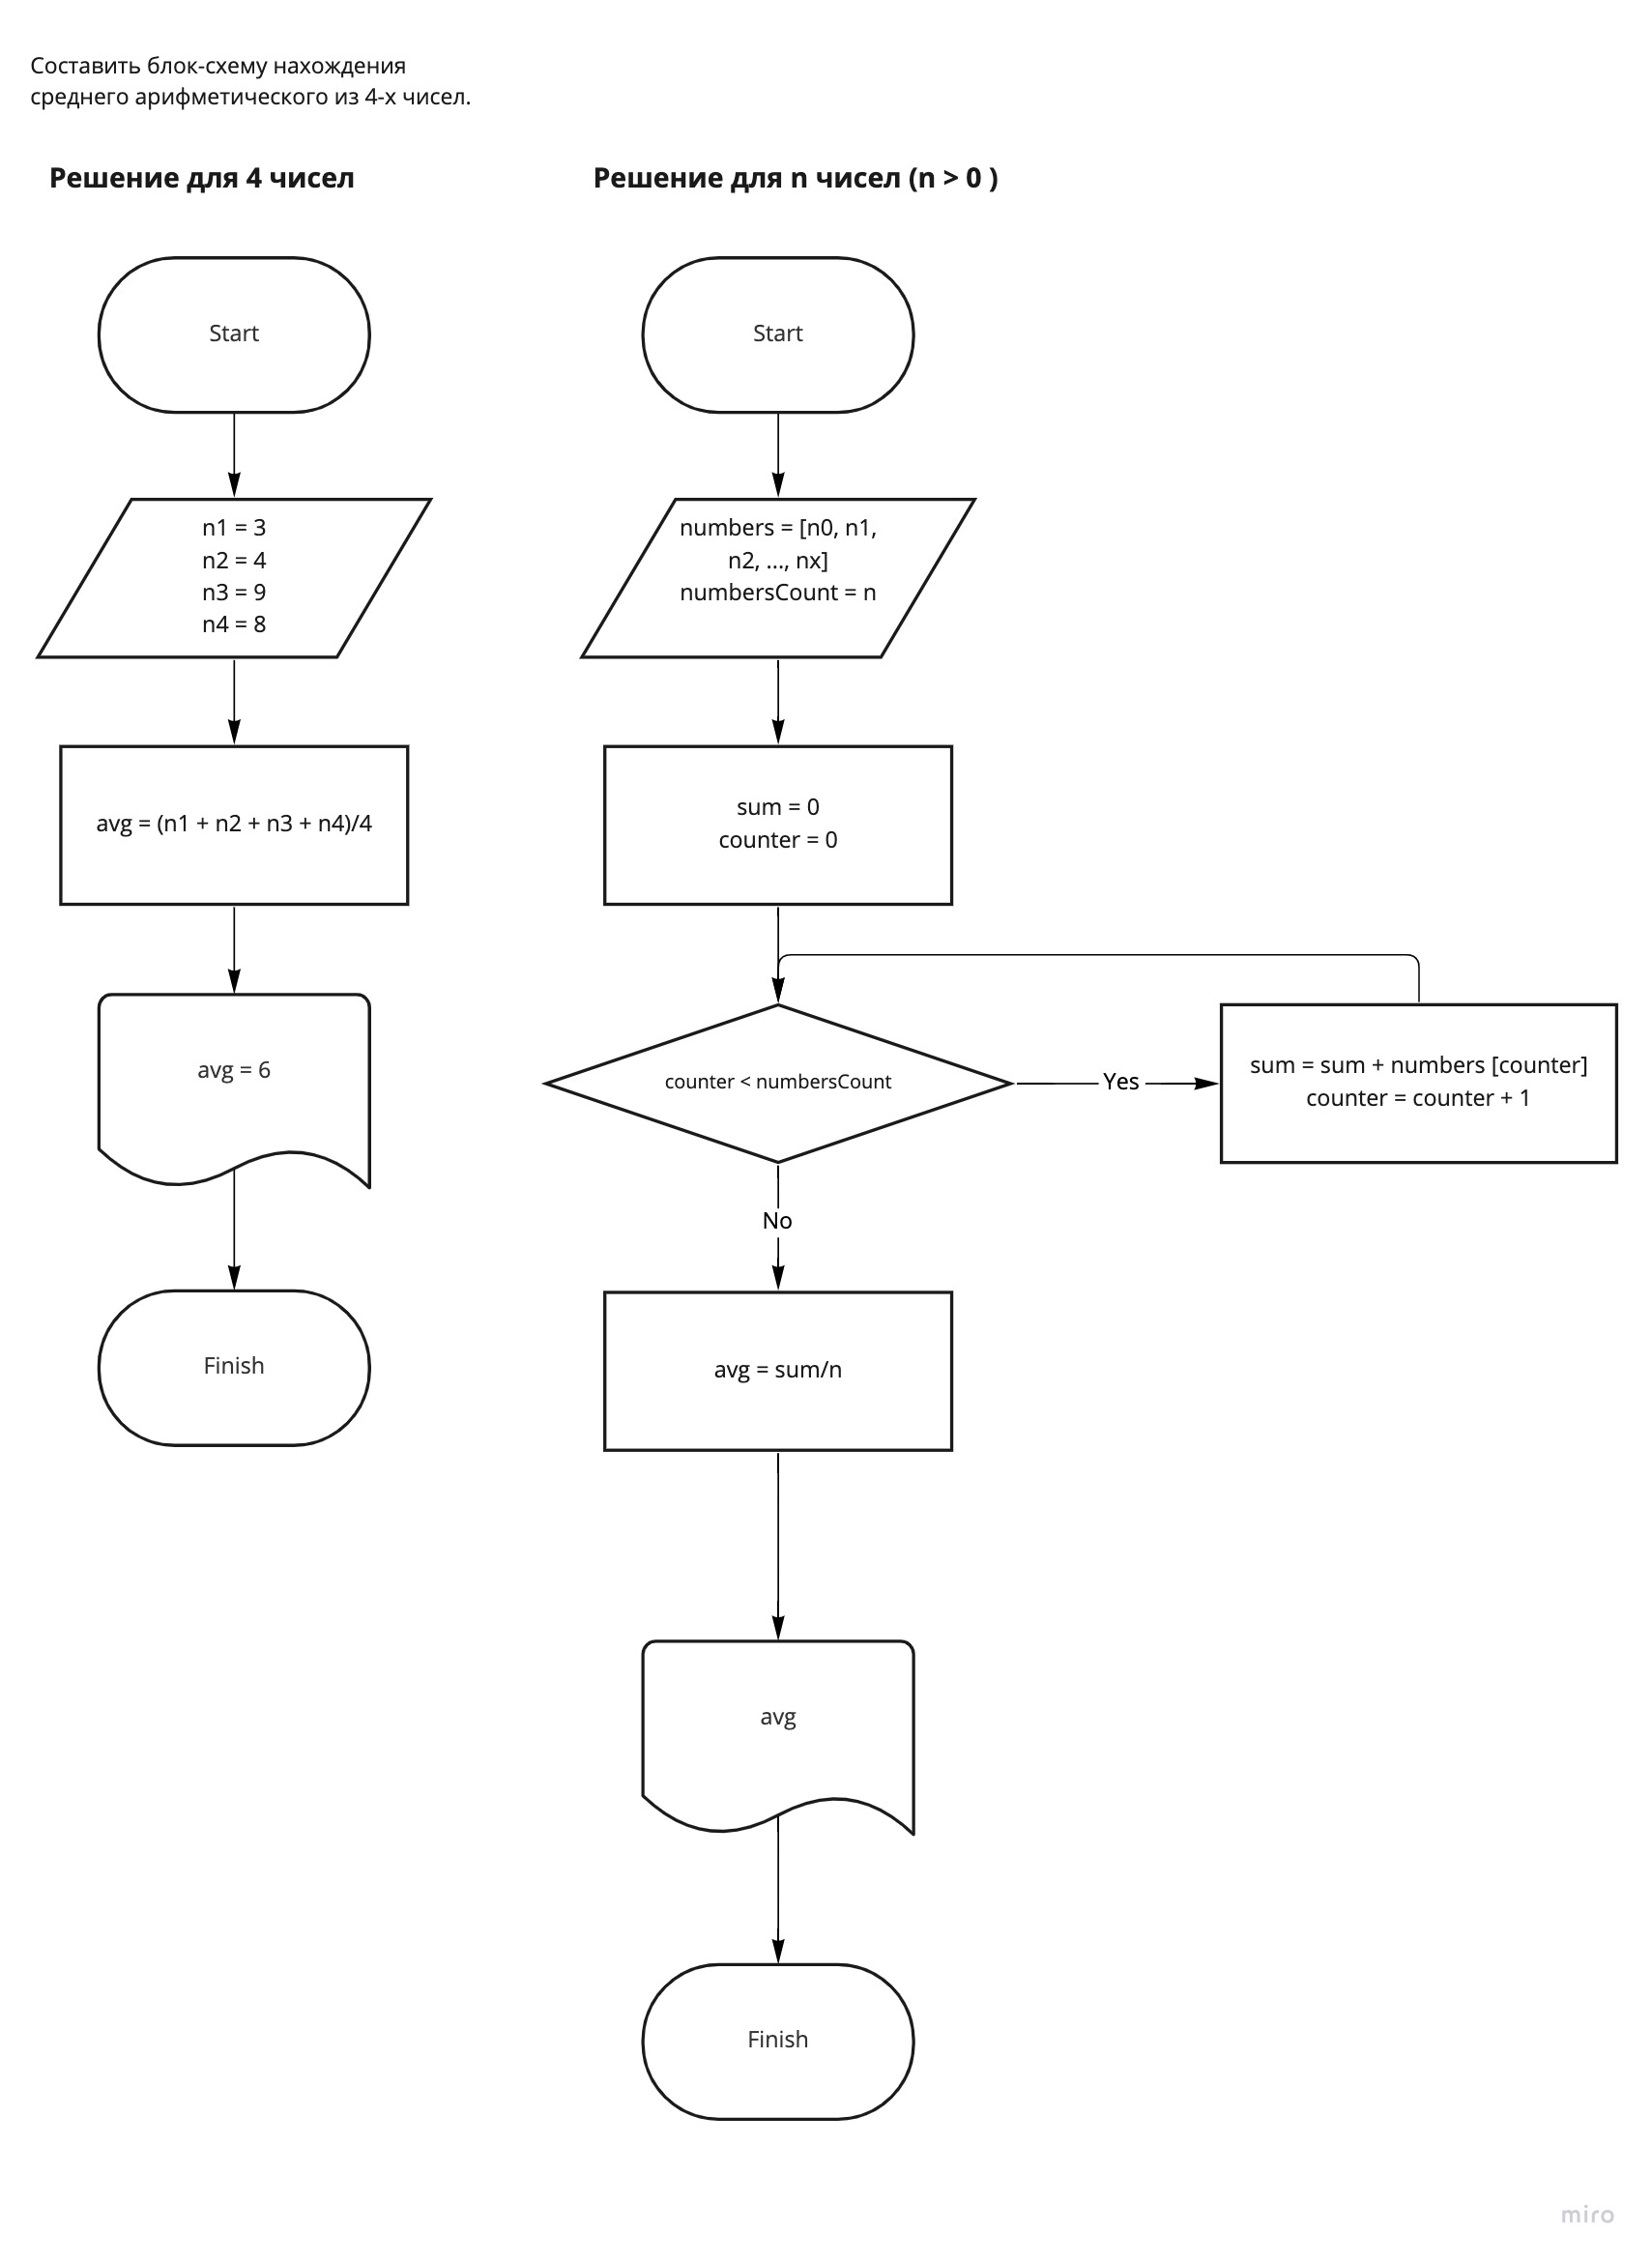 Составить блок-схему нахождения
среднего арифметического из 4-х чисел.
Решение для 4 чисел
Start
n1 = 3
n2 = 4
n3 = 9
n4 = 8
avg = (n1 + n2 + n3 + n4)/4
avg = 6
Finish
Решение для n чисел (n > 0 )
Start
numbers = [n0, n1,
n2, ..., nx]
numbersCount = n
sum = 0
counter = 0
counter < numbersCount
Yes
sum = sum + numbers [counter]
counter = counter + 1
No
avg = sum/n
avg
Finish
miro